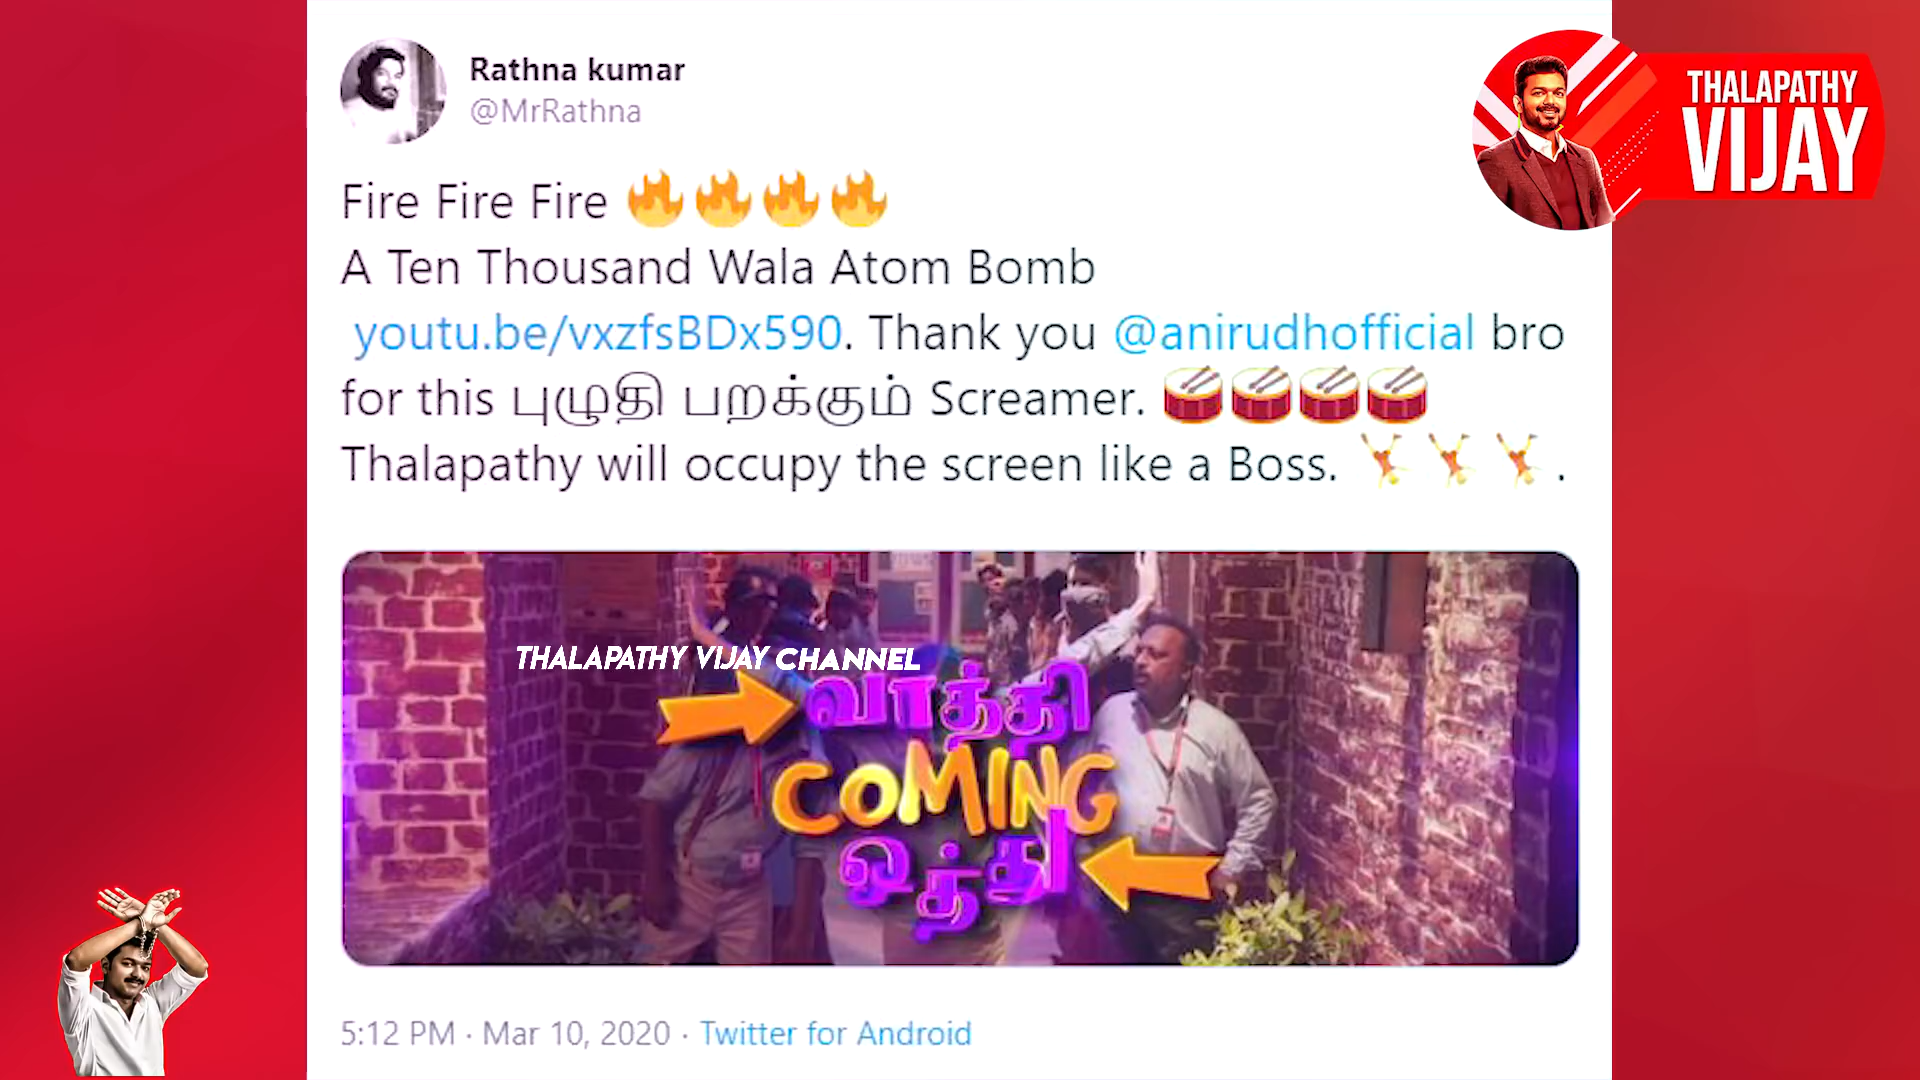 Rathna kumar
@MrRathna
THALAPATHY
VIJAY
Fire Fire Fire 🔥🔥🔥🔥
A Ten Thousand Wala Atom Bomb
youtu.be/vxzfsBDx590. Thank you @anirudhofficial bro
for this புழுதி பறக்கும் Screamer. 🥁🥁🥁🥁
Thalapathy will occupy the screen like a Boss. 🤸🤸🤸.
THALAPATHY VIJAY CHANNEL
வாத்தி
COMING
ஒத்து
5:12 PM · Mar 10, 2020 · Twitter for Android